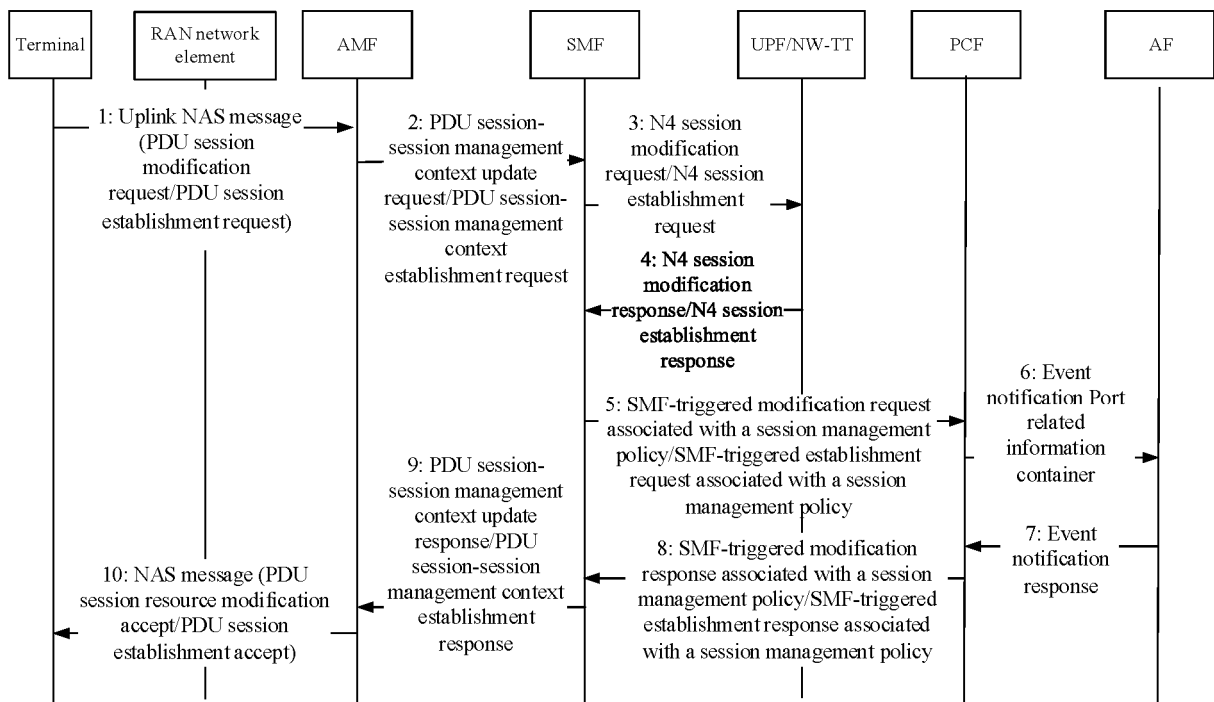 Terminal
RAN network
element
AMF
SMF
UPF/NW-TT
PCF
AF
1: Uplink NAS message
(PDU session
modification
request/PDU session
establishment request)
2: PDU session-
session management
context update
request/PDU session-
session management
context
establishment request
3: N4 session
modification
request/N4 session
establishment
request
4: N4 session
modification
response/N4 session
establishment
response
5: SMF-triggered modification request
associated with a session management
policy/SMF-triggered establishment
request associated with a session
management policy
6: Event
notification Port
related
information
container
7: Event
notification
response
8: SMF-triggered modification
response associated with a session
management policy/SMF-triggered
establishment response associated
with a session management policy
9: PDU session-
session management
context update
response/PDU
session-session
management context
establishment
response
10: NAS message (PDU
session resource modification
accept/PDU session
establishment accept)